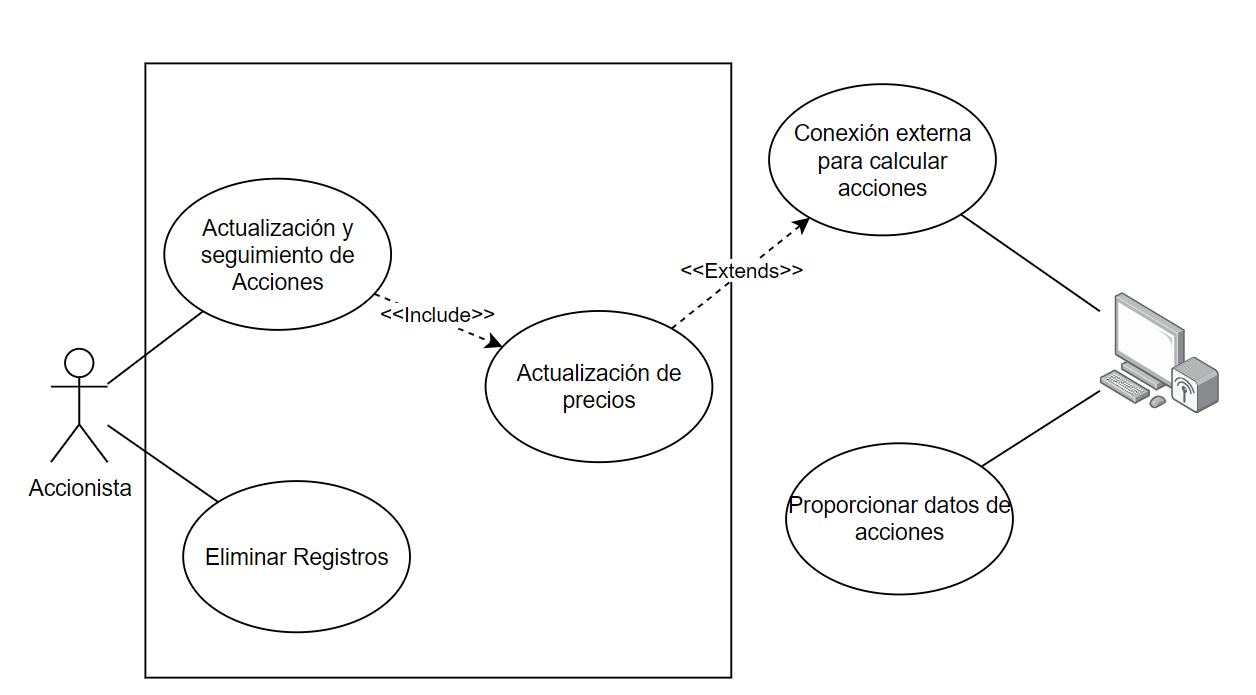 Conexión externa
para calcular
acciones
Actualización y
seguimiento de
Acciones
<<Extends>>
<<Include>>
Actualización de
precios
Accionista
Proporcionar datos de
acciones
Eliminar Registros